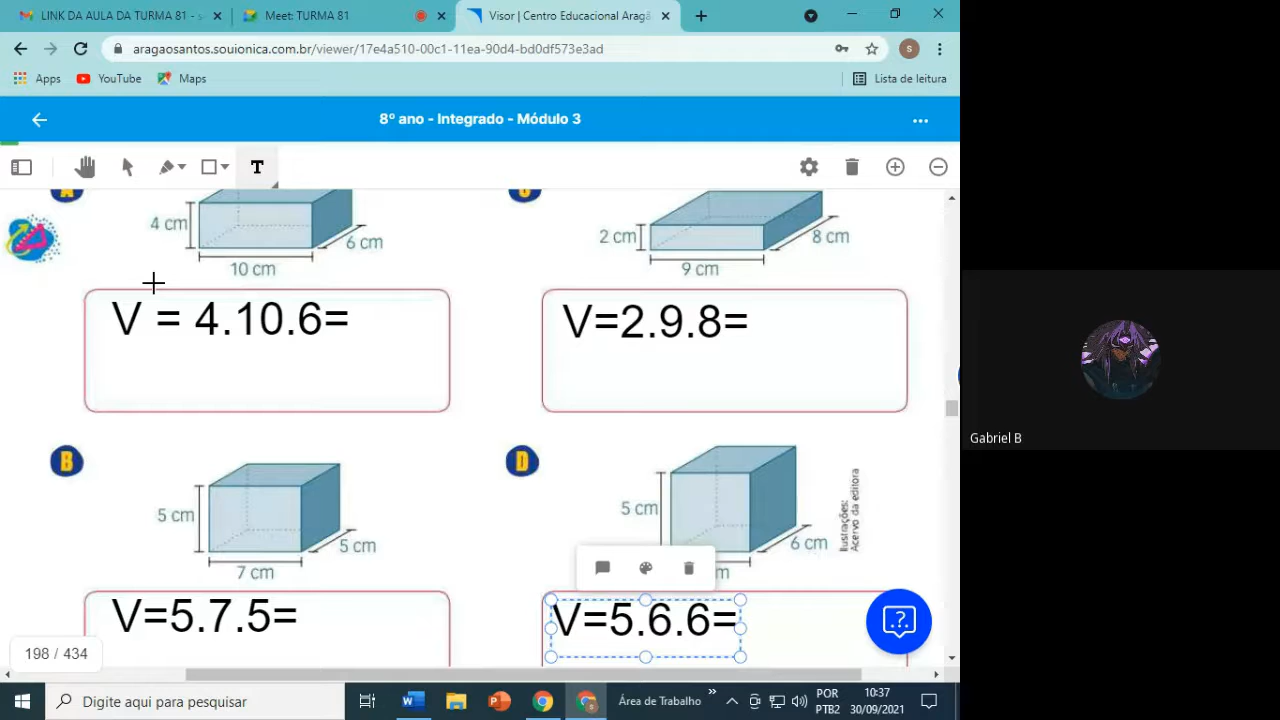 LINK DA AULA DA TURMA 81 - s
Meet: TURMA 81
Visor | Centro Educacional Aragã
aragaosantos.souionica.com.br/viewer/17e4a510-00c1-11ea-90d4-bd0df573e3ad
S
Apps
YouTube
Maps
Lista de leitura
8º ano - Integrado - Módulo 3
T
4 cm
6 cm
10 cm
2 cm
8 cm
9 cm
V = 4.10.6=
V=2.9.8=
B
5 cm
5 cm
7 cm
D
5 cm
6 cm
Ilustrações:
Acervo da editora
V=5.7.5=
V=5.6.6=
198 / 434
Gabriel B
Digite aqui para pesquisar
Área de Trabalho
POR
PTB2
10:37
30/09/2021